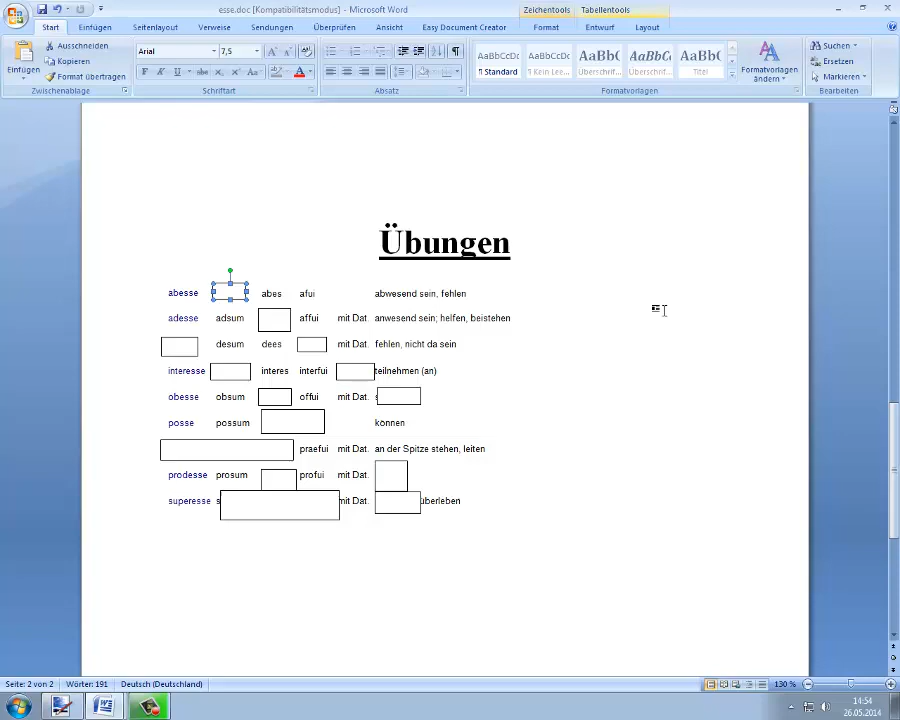 esse.doc [Kompatibilitätsmodus] - Microsoft Word
Zeichentools
Tabellentools
Start
Einfügen
Seitenlayout
Verweise
Sendungen
Überprüfen
Ansicht
Easy Document Creator
Format
Entwurf
Layout
Einfügen
Ausschneiden
Kopieren
Format übertragen
Zwischenablage
Arial
7,5
Schriftart
Absatz
AaBbCcDc
¶ Standard
AaBbCcDc
¶ Kein Lee...
AaBbC
Überschrif...
AaBbC
Überschrif...
AaBbC
Titel
Formatvorlagen ändern
Formatvorlagen
Suchen
Ersetzen
Markieren
Bearbeiten
Übungen
abesse abes afui abwesend sein, fehlen
adesse adsum affui mit Dat. anwesend sein; helfen, beistehen
desum dees mit Dat. fehlen, nicht da sein
interesse interes interfui teilnehmen (an)
obesse obsum offui mit Dat. s
posse possum können
praefui mit Dat. an der Spitze stehen, leiten
prodesse prosum profui mit Dat.
superesse s mit Dat. überleben
Seite: 2 von 2
Wörter: 191
Deutsch (Deutschland)
130 %
14:54
26.05.2014